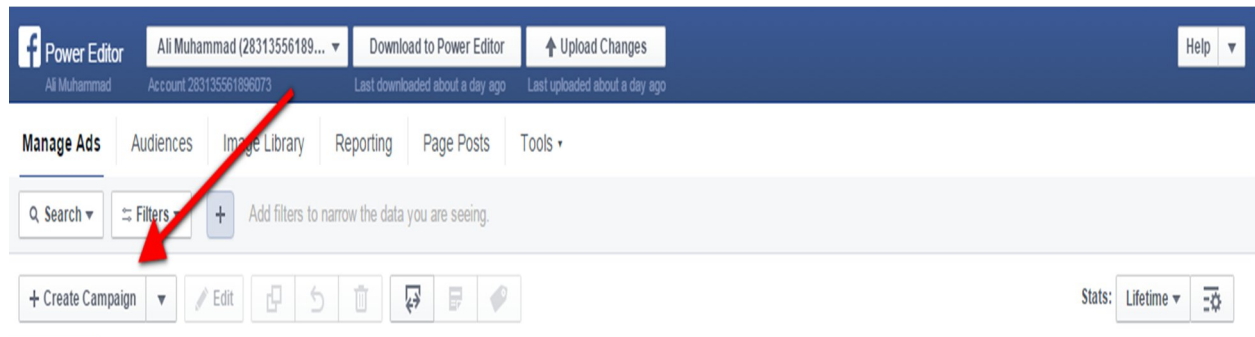 f Power Editor Ali Muhammad (28313556189... Download to Power Editor Upload Changes Help
Ali Muhammad Account 283135561896073 Last downloaded about a day ago Last uploaded about a day ago
Manage Ads Audiences Image Library Reporting Page Posts Tools
Search Filters + Add filters to narrow the data you are seeing.
+ Create Campaign Edit Stats: Lifetime